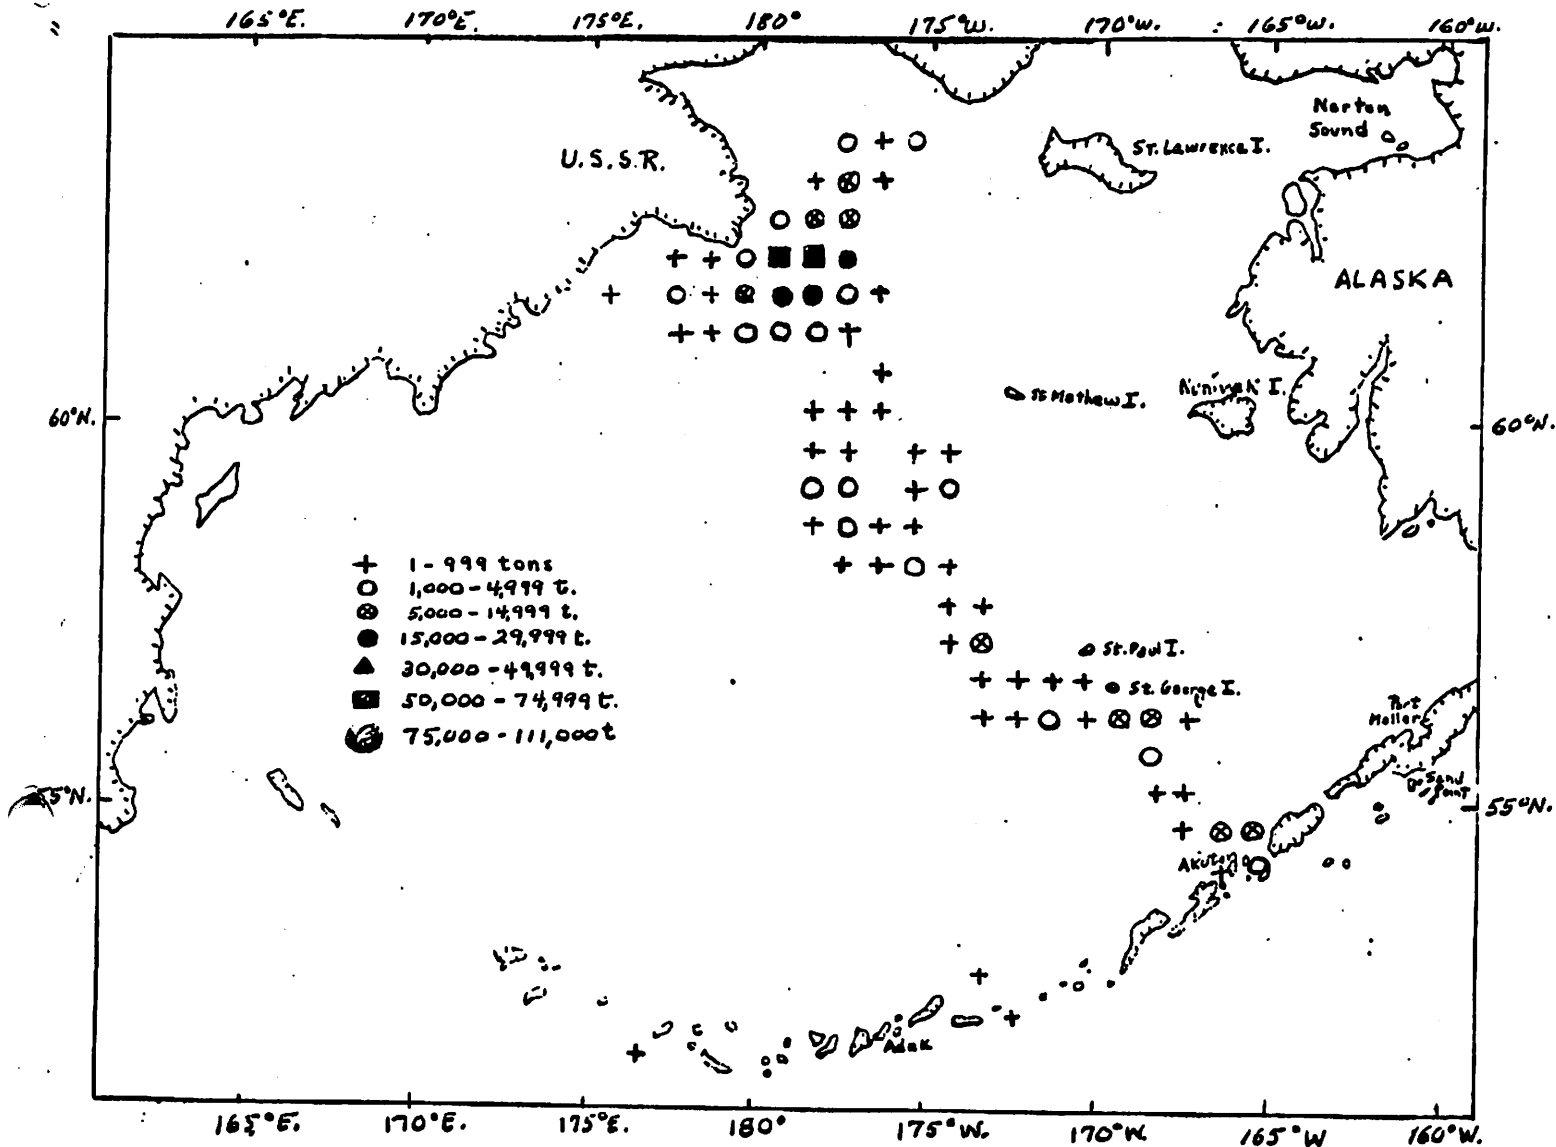 165°E. 170°E. 175°E. 180° 175°W. 170°W. 165°W. 160°W.
Norton
Sound
St. Lawrence I.
U.S.S.R.
ALASKA
St Mathew I.
Nunivak I.
60°N.
60°N.
1-999 tons
1,000-4,999 t.
5,000-14,999 t.
15,000-29,999 t.
30,000-49,999 t.
50,000-74,999 t.
75,000-111,000 t
St. Paul I.
St. George I.
Port
Moller
Sand
Point
5°N.
55°N.
Akutan
Adak
165°E. 170°E. 175°E. 180° 175°W. 170°W. 165°W 160°W.